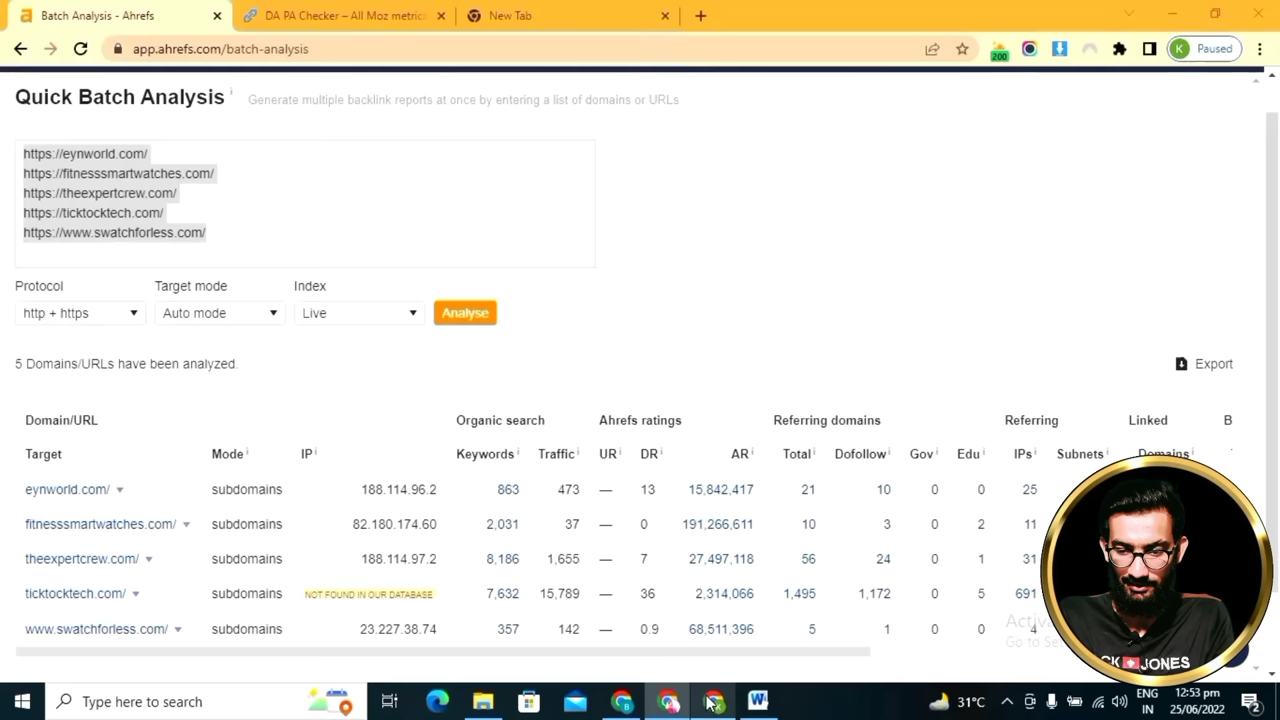 Batch Analysis - Ahrefs
DA PA Checker – All Moz metrics
New Tab
app.ahrefs.com/batch-analysis
200
K Paused
Quick Batch Analysis i Generate multiple backlink reports at once by entering a list of domains or URLs
https://eynworld.com/
https://fitnesssmartwatches.com/
https://theexpertcrew.com/
https://ticktocktech.com/
https://www.swatchforless.com/
Protocol Target mode Index
http + https Auto mode Live Analyse
5 Domains/URLs have been analyzed. Export
Domain/URL Organic search Ahrefs ratings Referring domains Referring Linked B
Target Mode IP Keywords Traffic UR DR AR Total Dofollow Gov Edu IPs Subnets Domains
eynworld.com/ subdomains 188.114.96.2 863 473 — 13 15,842,417 21 10 0 0 25
fitnesssmartwatches.com/ subdomains 82.180.174.60 2,031 37 — 0 191,266,611 10 3 0 2 11
theexpertcrew.com/ subdomains 188.114.97.2 8,186 1,655 — 7 27,497,118 56 24 0 1 31
ticktocktech.com/ subdomains NOT FOUND IN OUR DATABASE 7,632 15,789 — 36 2,314,066 1,495 1,172 0 5 691
www.swatchforless.com/ subdomains 23.227.38.74 357 142 — 0.9 68,511,396 5 1 0 0 4
Go to
JONES
Type here to search
31°C
ENG
IN
12:53 pm
25/06/2022
2